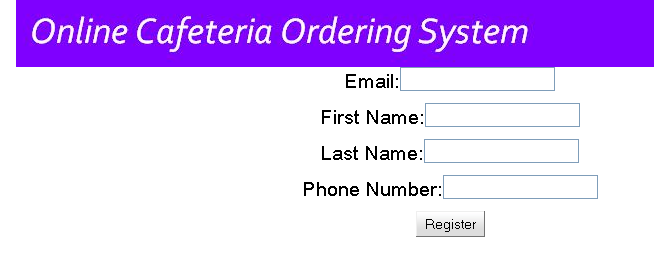 Online Cafeteria Ordering System
Email:
First Name:
Last Name:
Phone Number:
Register